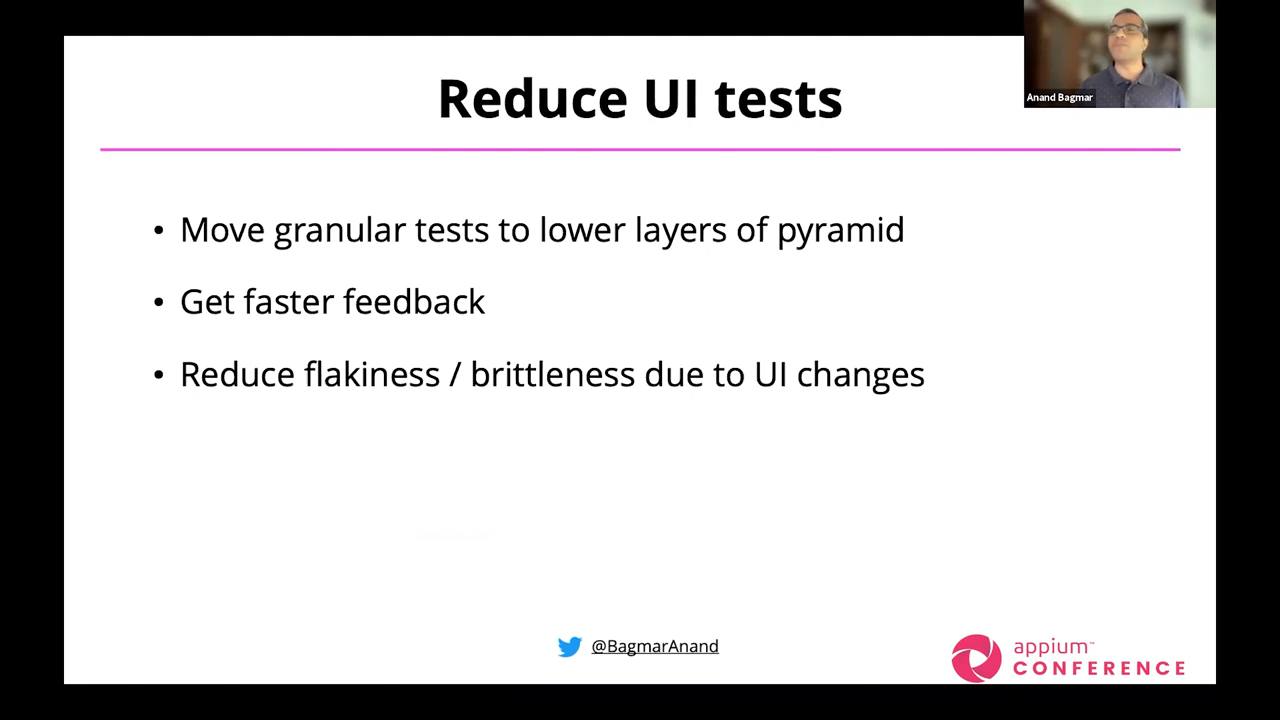 Reduce UI tests
Anand Bagmar
• Move granular tests to lower layers of pyramid
• Get faster feedback
• Reduce flakiness / brittleness due to UI changes
@BagmarAnand
appium™
CONFERENCE